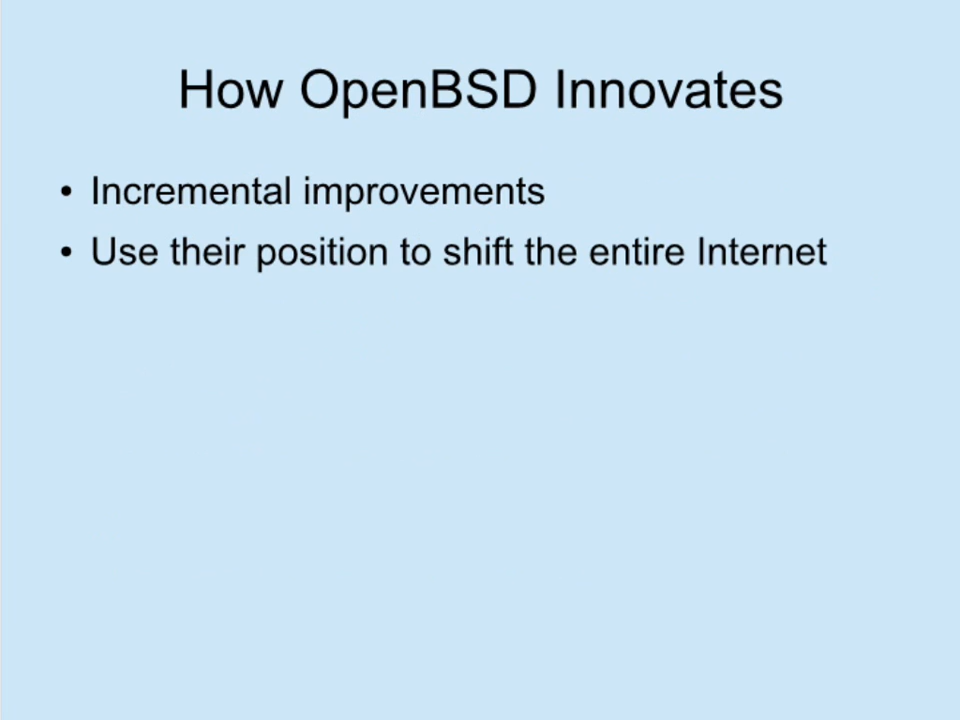 How OpenBSD Innovates
• Incremental improvements
• Use their position to shift the entire Internet